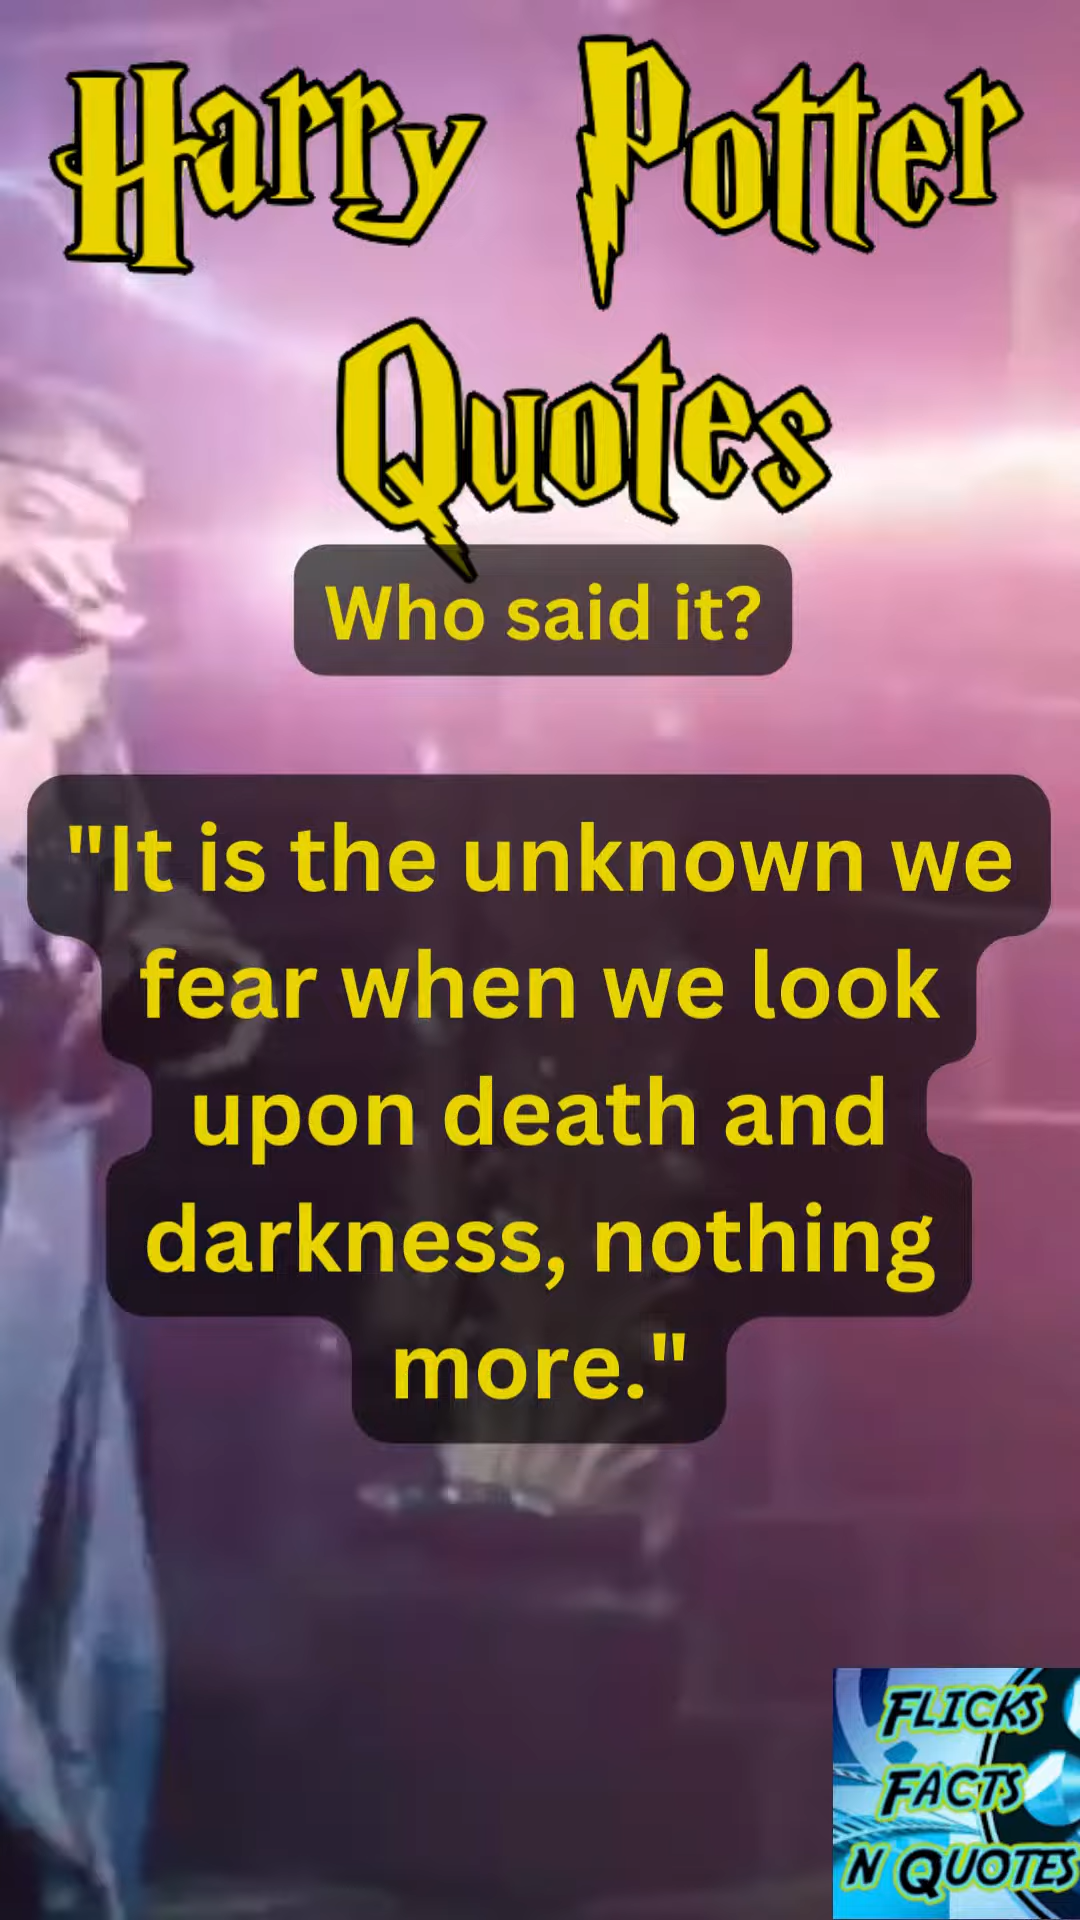 Harry Potter
Quotes
Who said it?
"It is the unknown we
fear when we look
upon death and
darkness, nothing
more."
FLICKS
FACTS
N QUOTES